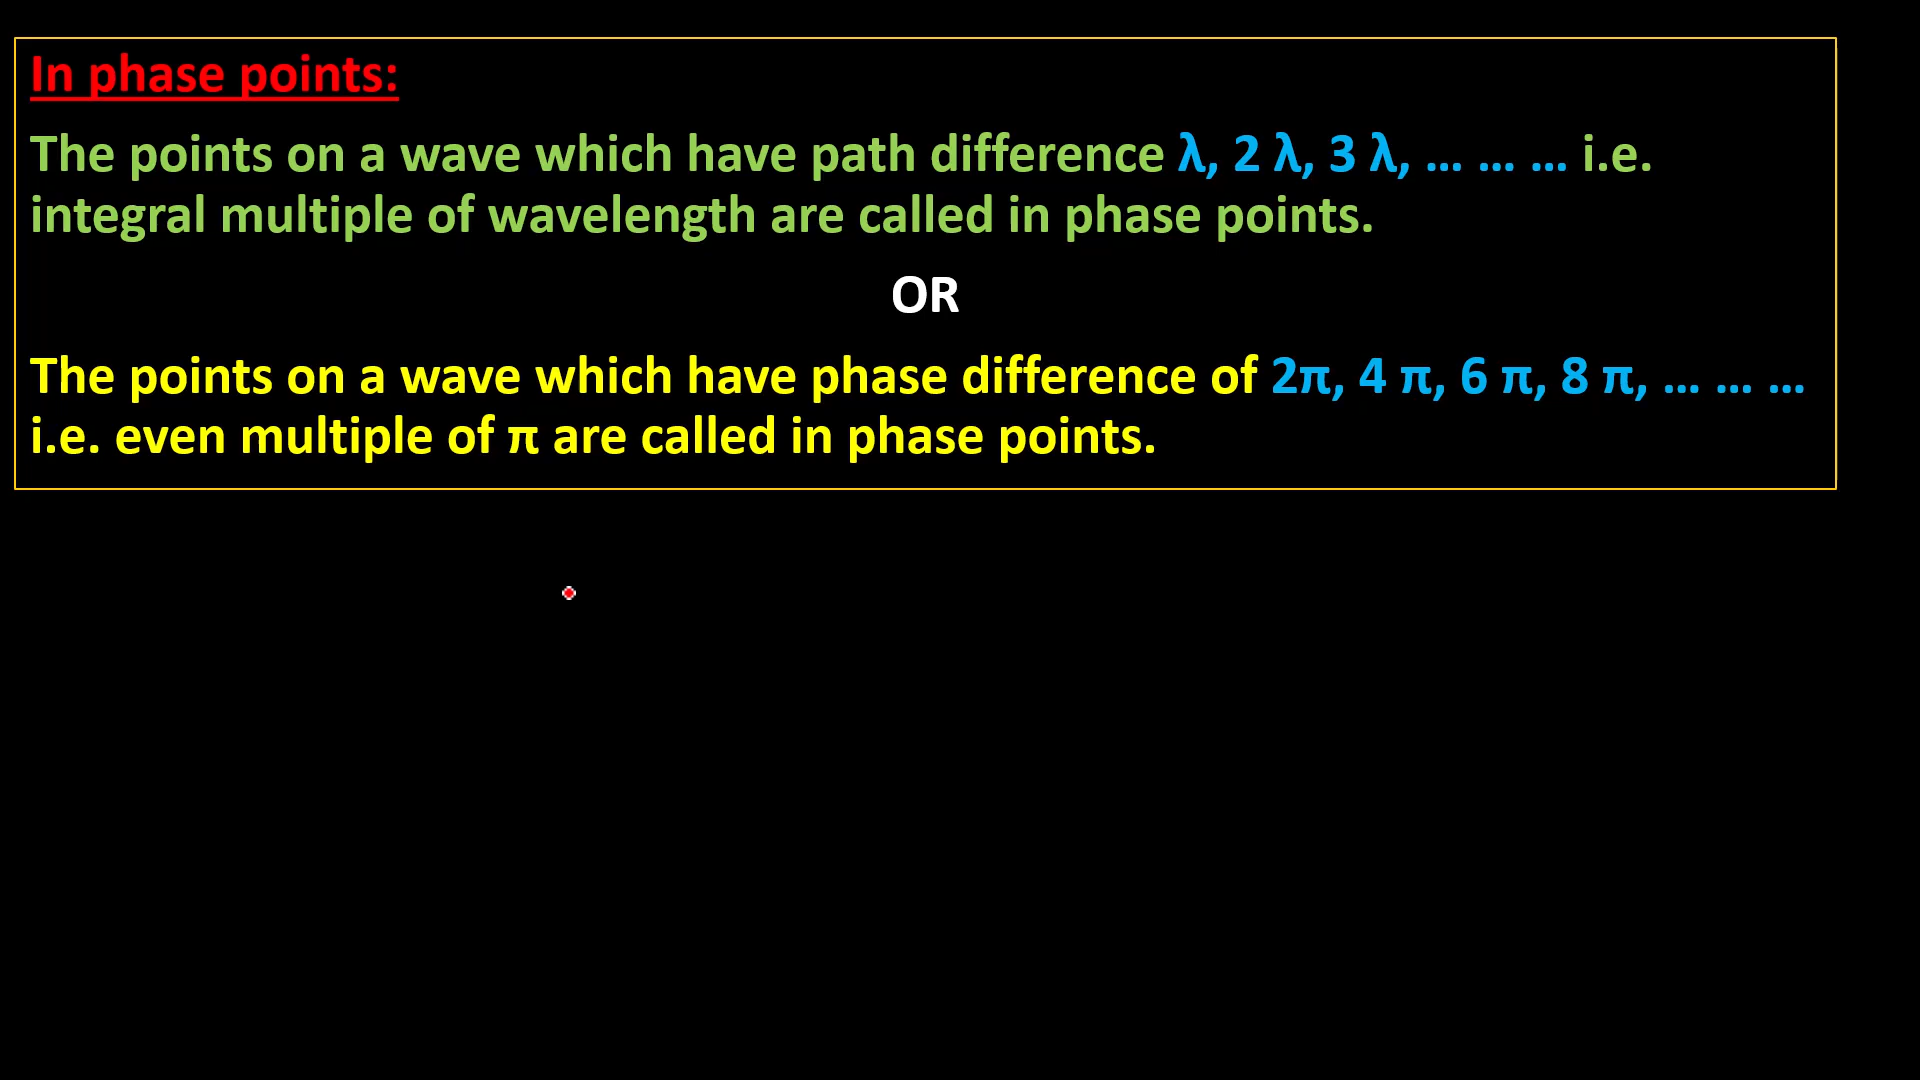 In phase points:
The points on a wave which have path difference λ, 2 λ, 3 λ, ... ... ... i.e.
integral multiple of wavelength are called in phase points.
OR
The points on a wave which have phase difference of 2π, 4 π, 6 π, 8 π, ... ... ...
i.e. even multiple of π are called in phase points.